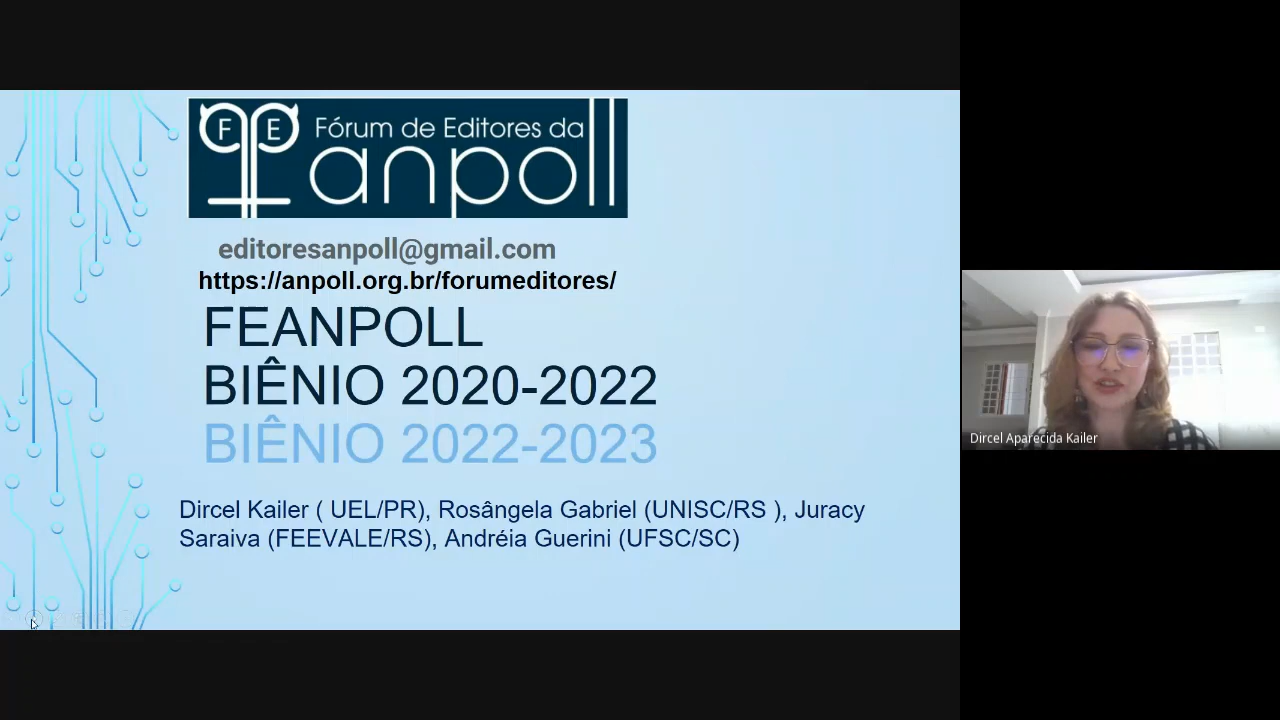 F E Fórum de Editores da
anpoll
editoresanpoll@gmail.com
https://anpoll.org.br/forumeditores/
FEANPOLL
BIÊNIO 2020-2022
BIÊNIO 2022-2023
Dircel Kailer ( UEL/PR), Rosângela Gabriel (UNISC/RS ), Juracy
Saraiva (FEEVALE/RS), Andréia Guerini (UFSC/SC)
Dircel Aparecida Kailer